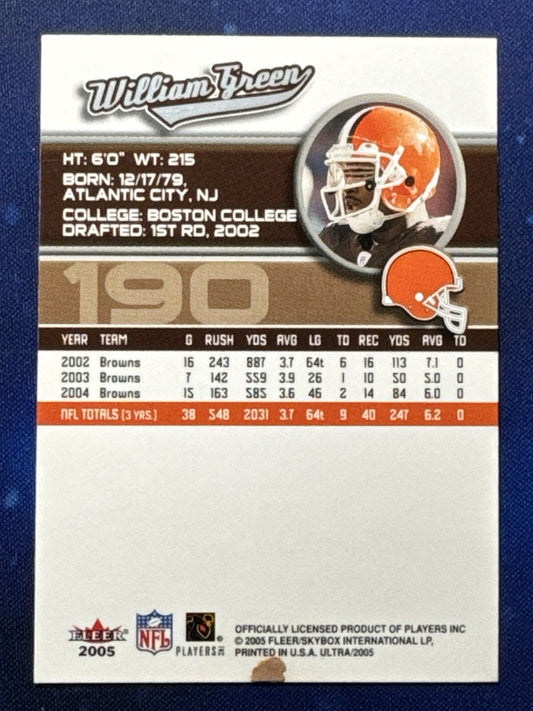 William Green
HT: 6'0" WT: 215
BORN: 12/17/79,
ATLANTIC CITY, NJ
COLLEGE: BOSTON COLLEGE
DRAFTED: 1ST RD, 2002
190
YEAR TEAM G RUSH YDS AVG LG TD REC YDS AVG TD
2002 Browns 16 243 887 3.7 64t 6 16 113 7.1 0
2003 Browns 7 142 559 3.9 26 1 10 50 5.0 0
2004 Browns 15 163 585 3.6 46 2 14 84 6.0 0
NFL TOTALS (3 YRS.) 38 548 2031 3.7 64t 9 40 247 6.2 0
FLEER
2005
NFL
PLAYERS INC
OFFICIALLY LICENSED PRODUCT OF PLAYERS INC
© 2005 FLEER/SKYBOX INTERNATIONAL LP,
PRINTED IN U.S.A. ULTRA/2005